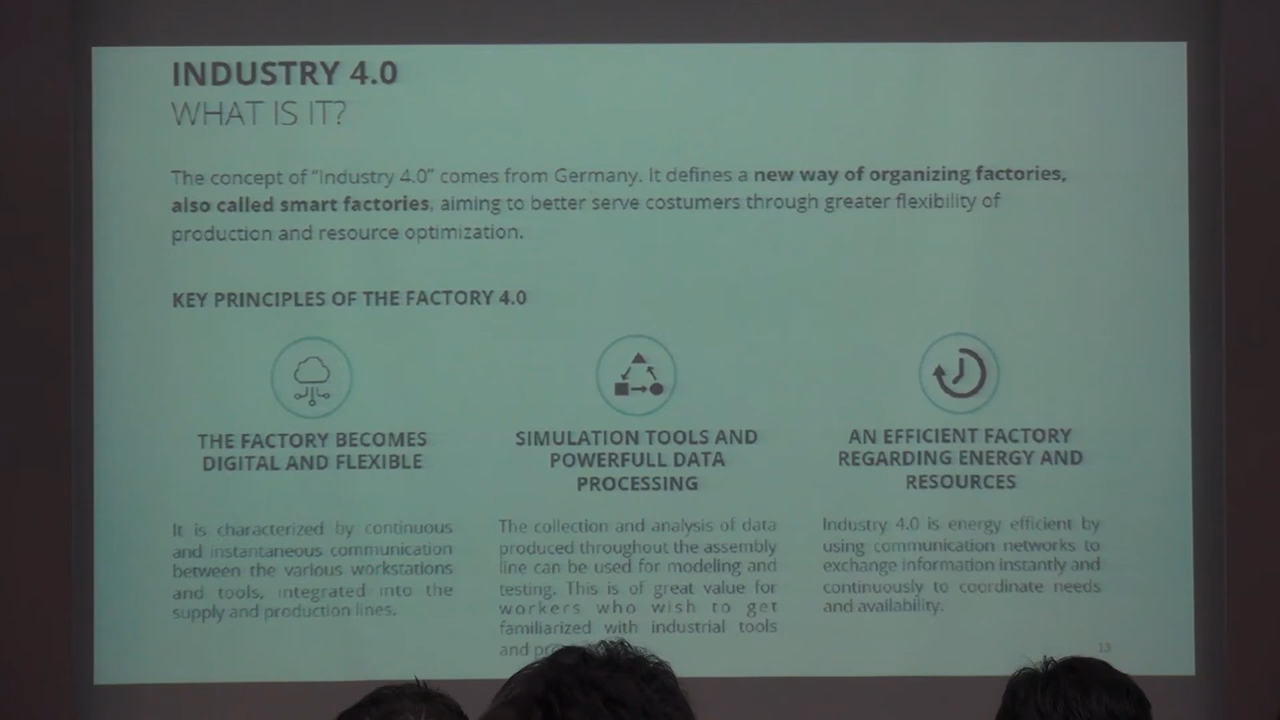 INDUSTRY 4.0
WHAT IS IT?
The concept of "Industry 4.0" comes from Germany. It defines a new way of organizing factories,
also called smart factories, aiming to better serve costumers through greater flexibility of
production and resource optimization.
KEY PRINCIPLES OF THE FACTORY 4.0
THE FACTORY BECOMES
DIGITAL AND FLEXIBLE
It is characterized by continuous
and instantaneous communication
between the various workstations
and tools, integrated into the
supply and production lines.
SIMULATION TOOLS AND
POWERFULL DATA
PROCESSING
The collection and analysis of data
produced throughout the assembly
line can be used for modeling and
testing. This is of great value for
workers who wish to get
familiarized with industrial tools
and
AN EFFICIENT FACTORY
REGARDING ENERGY AND
RESOURCES
Industry 4.0 is energy efficient by
using communication networks to
exchange information instantly and
continuously to coordinate needs
and availability.
13